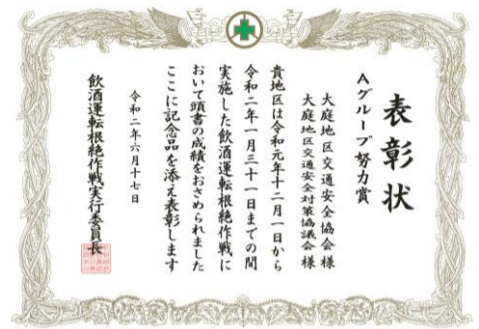 表彰状
Aグループ努力賞
大庭地区交通安全協会様
大庭地区交通安全対策協議会様
貴地区は令和元年十二月一日から
令和二年一月三十一日までの間
実施した飲酒運転根絶作戦に
おいて頭書の成績をおさめられました
ここに記念品を添え表彰します
令和二年六月十七日
飲酒運転根絶作戦実行委員長